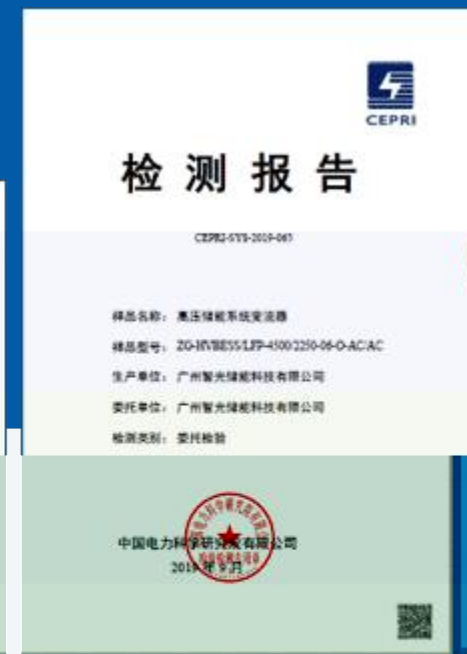 CEPRI
检测报告
CEPRI-SYS-2019-065
样品名称：高压储能系统变流器
样品型号：ZG-HVBESS/LFP-4500/2250-06-O-AC/AC
生产单位：广州智光储能科技有限公司
委托单位：广州智光储能科技有限公司
检测类别：委托检验
中国电力科学研究院有限公司
2019年9月